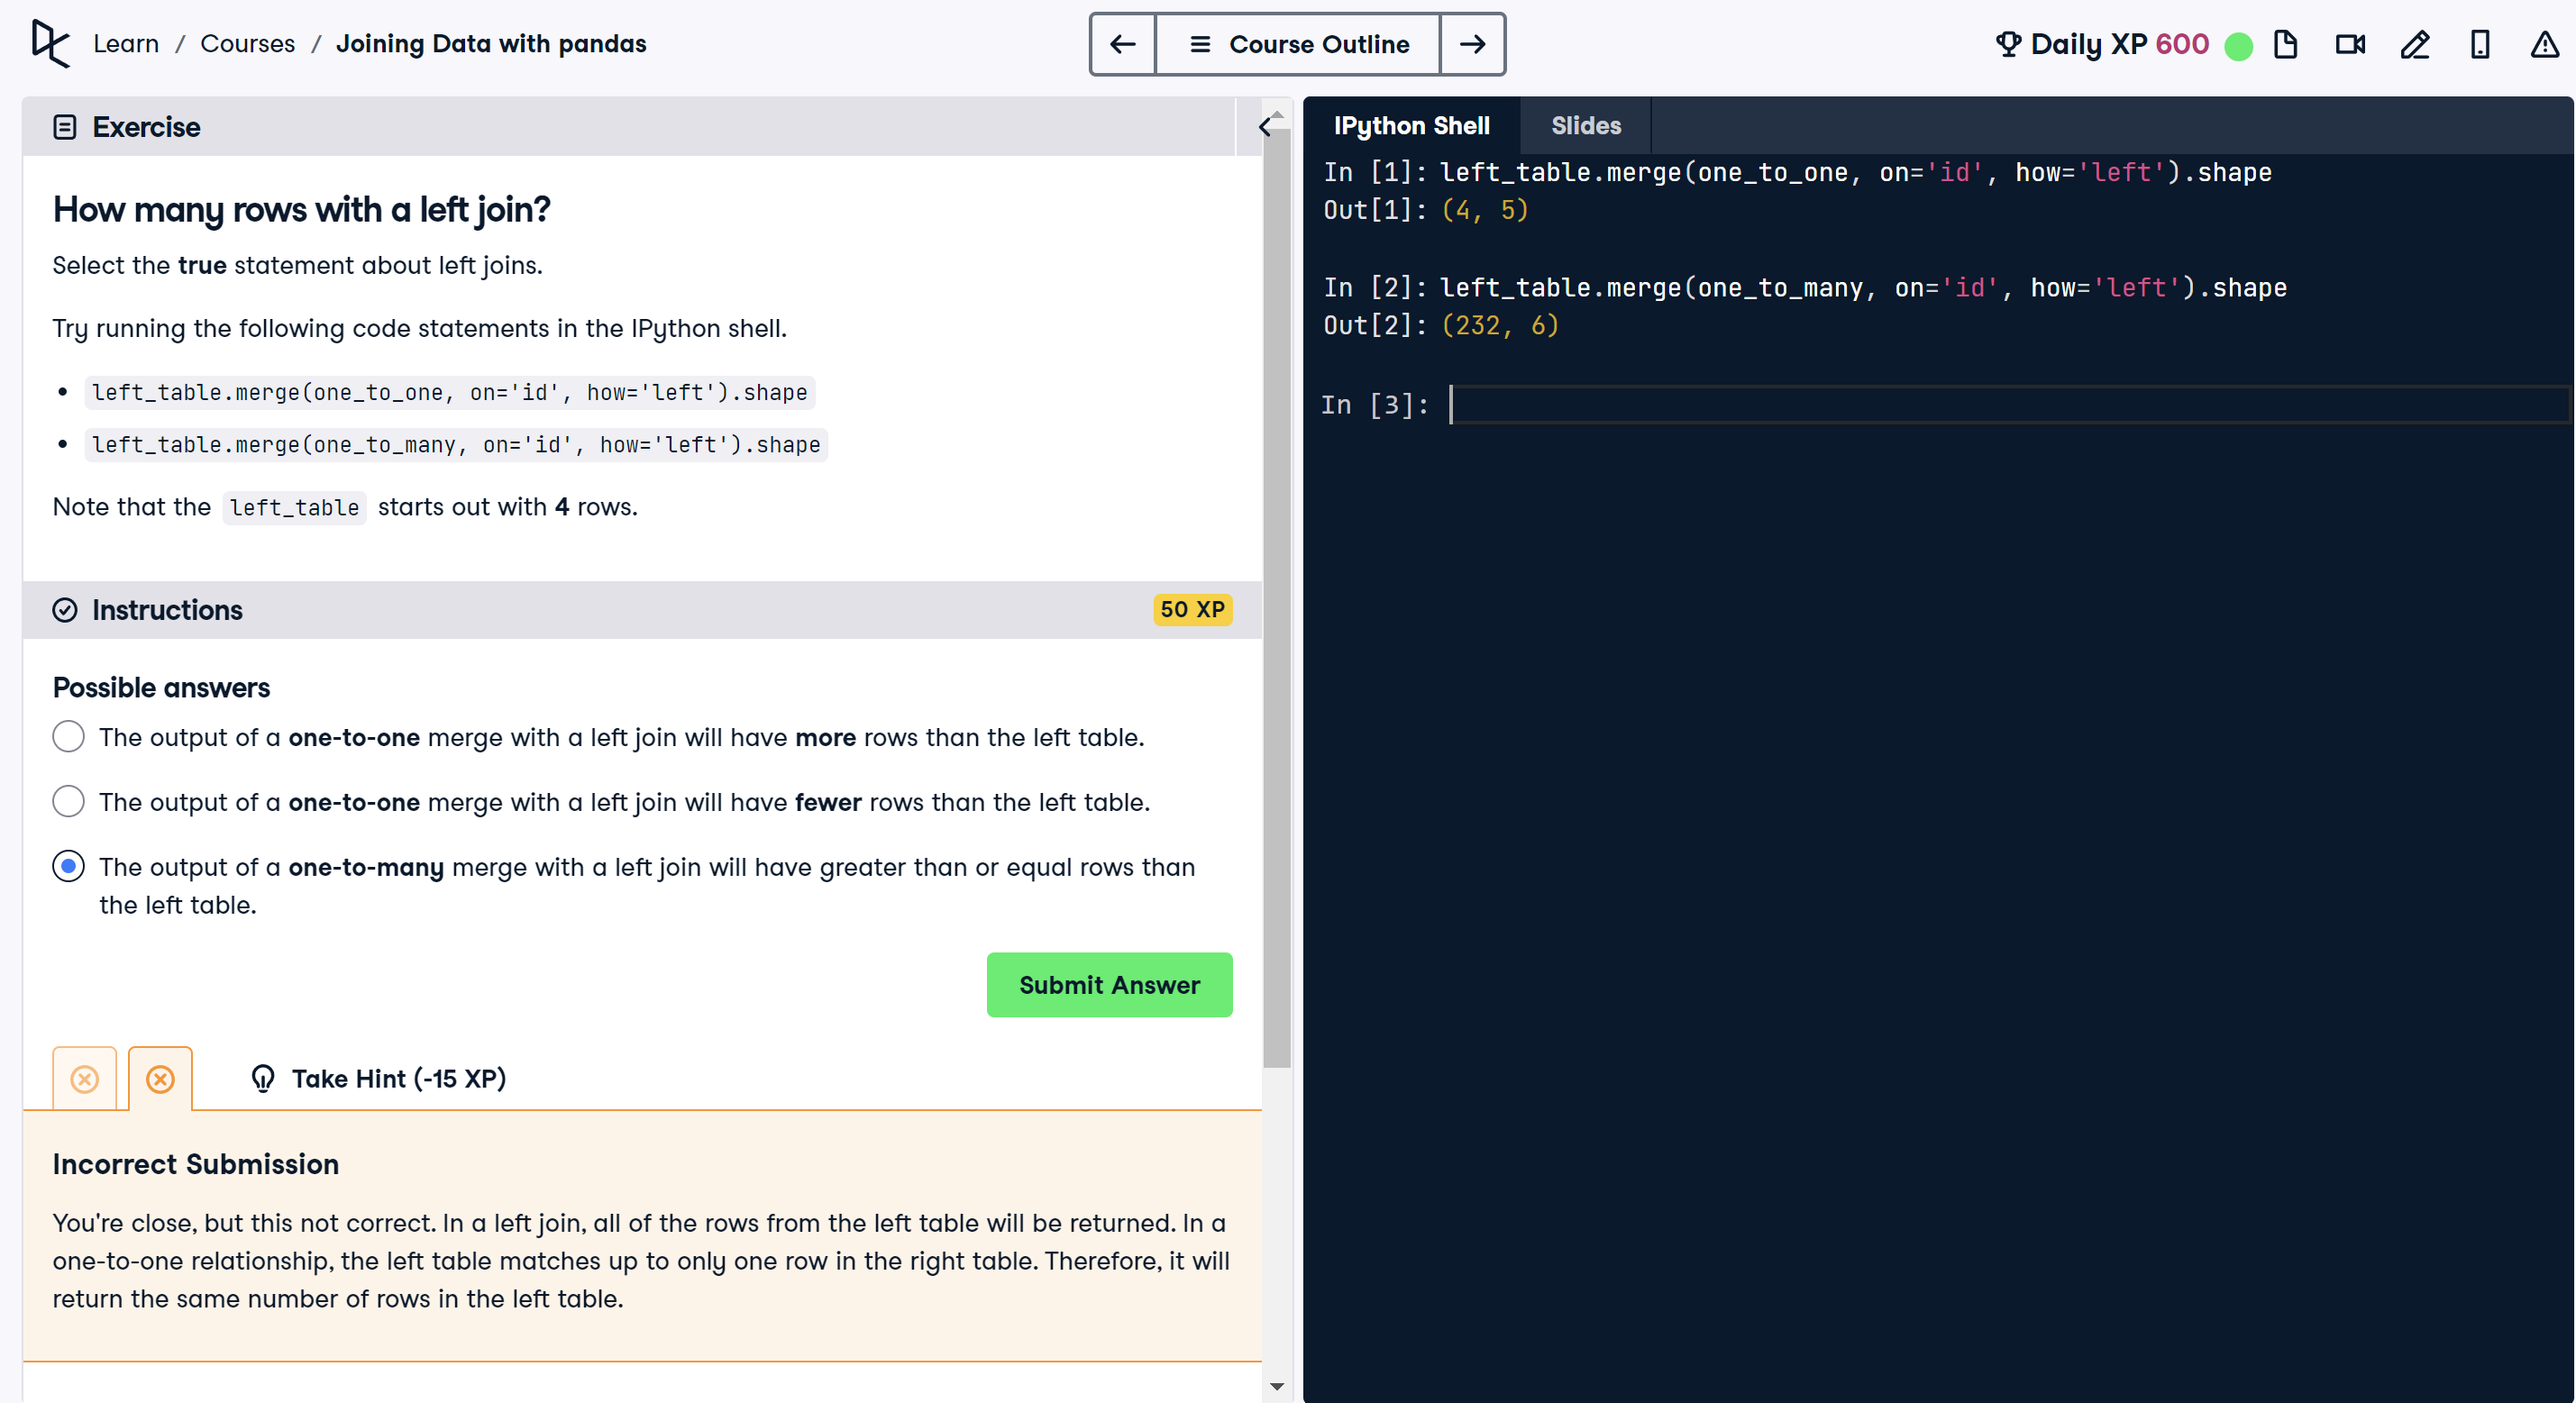 Learn / Courses / Joining Data with pandas
Course Outline
Daily XP 600
Exercise
How many rows with a left join?
Select the true statement about left joins.
Try running the following code statements in the IPython shell.
• left_table.merge(one_to_one, on='id', how='left').shape
• left_table.merge(one_to_many, on='id', how='left').shape
Note that the left_table starts out with 4 rows.
Instructions
50 XP
Possible answers
The output of a one-to-one merge with a left join will have more rows than the left table.
The output of a one-to-one merge with a left join will have fewer rows than the left table.
The output of a one-to-many merge with a left join will have greater than or equal rows than
the left table.
Submit Answer
Take Hint (-15 XP)
Incorrect Submission
You're close, but this not correct. In a left join, all of the rows from the left table will be returned. In a
one-to-one relationship, the left table matches up to only one row in the right table. Therefore, it will
return the same number of rows in the left table.
IPython Shell
Slides
In [1]: left_table.merge(one_to_one, on='id', how='left').shape
Out[1]: (4, 5)
In [2]: left_table.merge(one_to_many, on='id', how='left').shape
Out[2]: (232, 6)
In [3]: